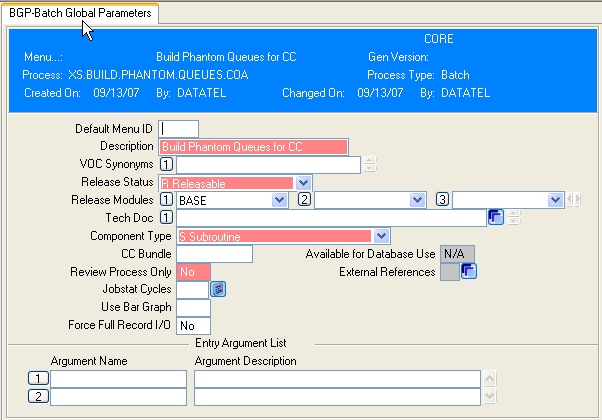 BGP-Batch Global Parameters
CORE
Menu...: Build Phantom Queues for CC Gen Version:
Process: XS.BUILD.PHANTOM.QUEUES.COA Process Type: Batch
Created On: 09/13/07 By: DATATEL Changed On: 09/13/07 By: DATATEL
Default Menu ID
Description Build Phantom Queues for CC
VOC Synonyms 1
Release Status R Releasable
Release Modules 1 BASE 2 3
Tech Doc 1
Component Type S Subroutine
CC Bundle Available for Database Use N/A
Review Process Only No External References
Jobstat Cycles
Use Bar Graph
Force Full Record I/O No
Entry Argument List
Argument Name Argument Description
1
2